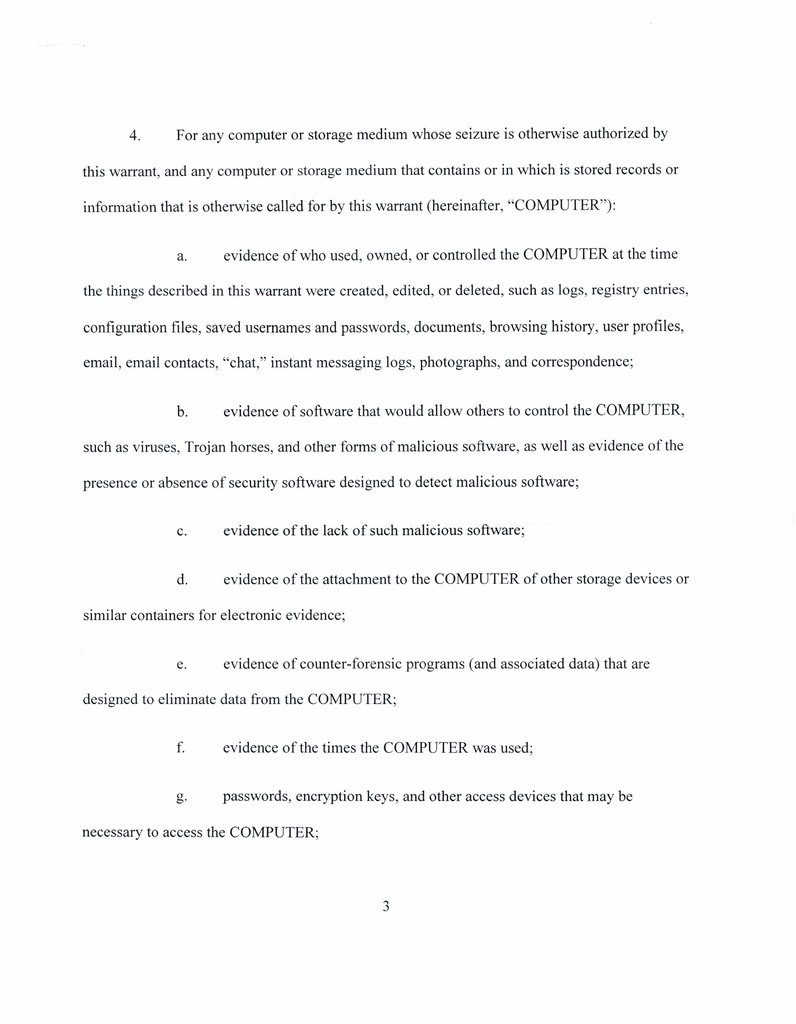 4. For any computer or storage medium whose seizure is otherwise authorized by
this warrant, and any computer or storage medium that contains or in which is stored records or
information that is otherwise called for by this warrant (hereinafter, “COMPUTER”):
a. evidence of who used, owned, or controlled the COMPUTER at the time
the things described in this warrant were created, edited, or deleted, such as logs, registry entries,
configuration files, saved usernames and passwords, documents, browsing history, user profiles,
email, email contacts, “chat,” instant messaging logs, photographs, and correspondence;
b. evidence of software that would allow others to control the COMPUTER,
such as viruses, Trojan horses, and other forms of malicious software, as well as evidence of the
presence or absence of security software designed to detect malicious software;
c. evidence of the lack of such malicious software;
d. evidence of the attachment to the COMPUTER of other storage devices or
similar containers for electronic evidence;
e. evidence of counter-forensic programs (and associated data) that are
designed to eliminate data from the COMPUTER;
f. evidence of the times the COMPUTER was used;
g. passwords, encryption keys, and other access devices that may be
necessary to access the COMPUTER;
3